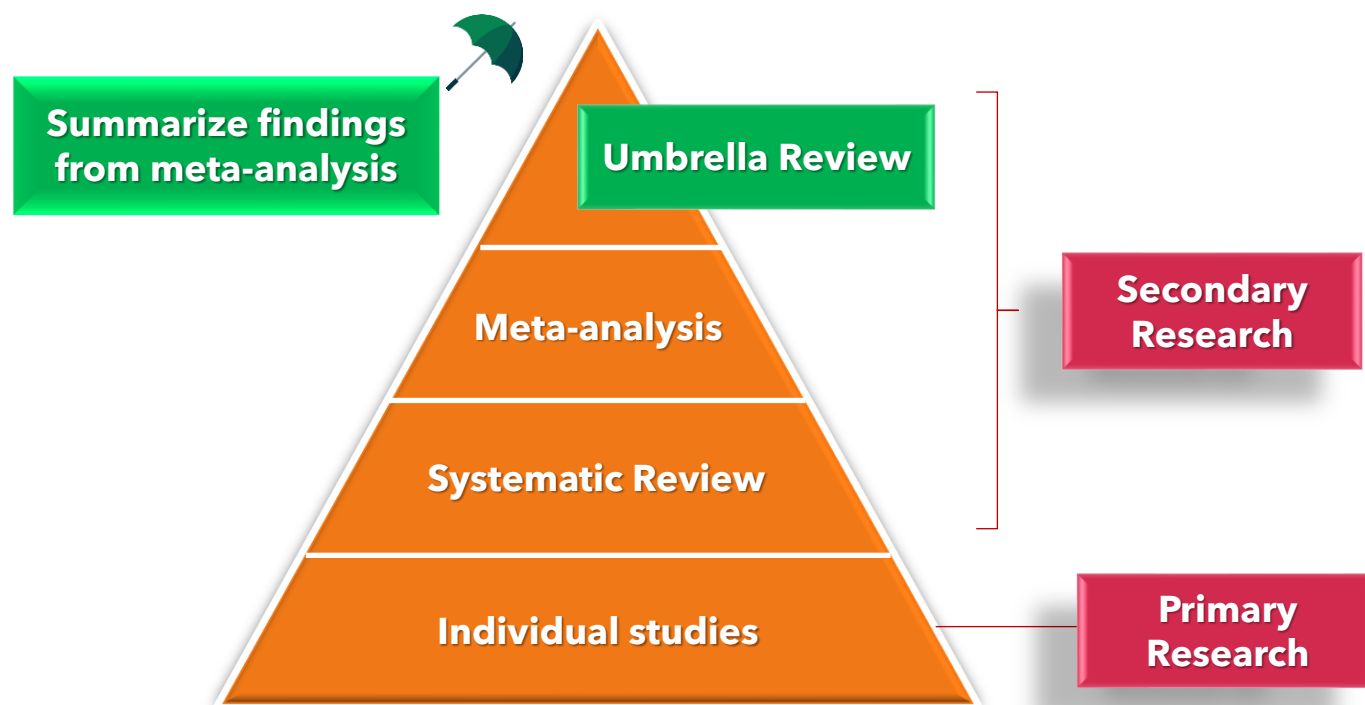 Summarize findings
from meta-analysis
Umbrella Review
Meta-analysis
Secondary
Research
Systematic Review
Individual studies
Primary
Research